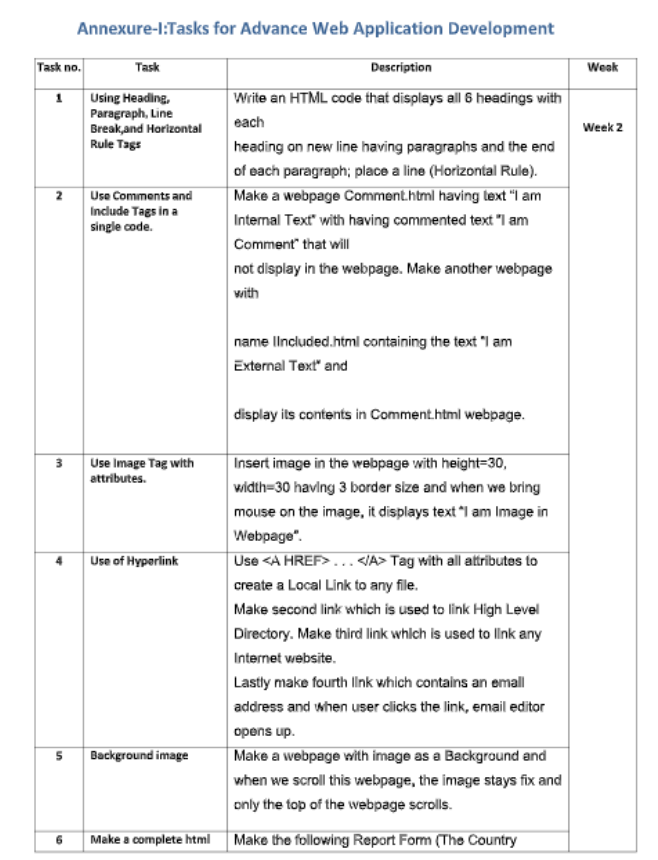 Annexure-I:Tasks for Advance Web Application Development
Task no. Task Description Week
1 Using Heading, Paragraph, Line Break,and Horizontal Rule Tags
Write an HTML code that displays all 6 headings with
each
heading on new line having paragraphs and the end
of each paragraph; place a line (Horizontal Rule).
Week 2
2 Use Comments and Include Tags in a single code.
Make a webpage Comment.html having text "I am
Internal Text" with having commented text "I am
Comment" that will
not display in the webpage. Make another webpage
with
name IIncluded.html containing the text "I am
External Text" and
display its contents in Comment.html webpage.
3 Use Image Tag with attributes.
Insert image in the webpage with height=30,
width=30 having 3 border size and when we bring
mouse on the image, it displays text "I am Image in
Webpage".
4 Use of Hyperlink
Use <A HREF> . . . </A> Tag with all attributes to
create a Local Link to any file.
Make second link which is used to link High Level
Directory. Make third link which is used to link any
Internet website.
Lastly make fourth link which contains an email
address and when user clicks the link, email editor
opens up.
5 Background image
Make a webpage with image as a Background and
when we scroll this webpage, the image stays fix and
only the top of the webpage scrolls.
6 Make a complete html
Make the following Report Form (The Country